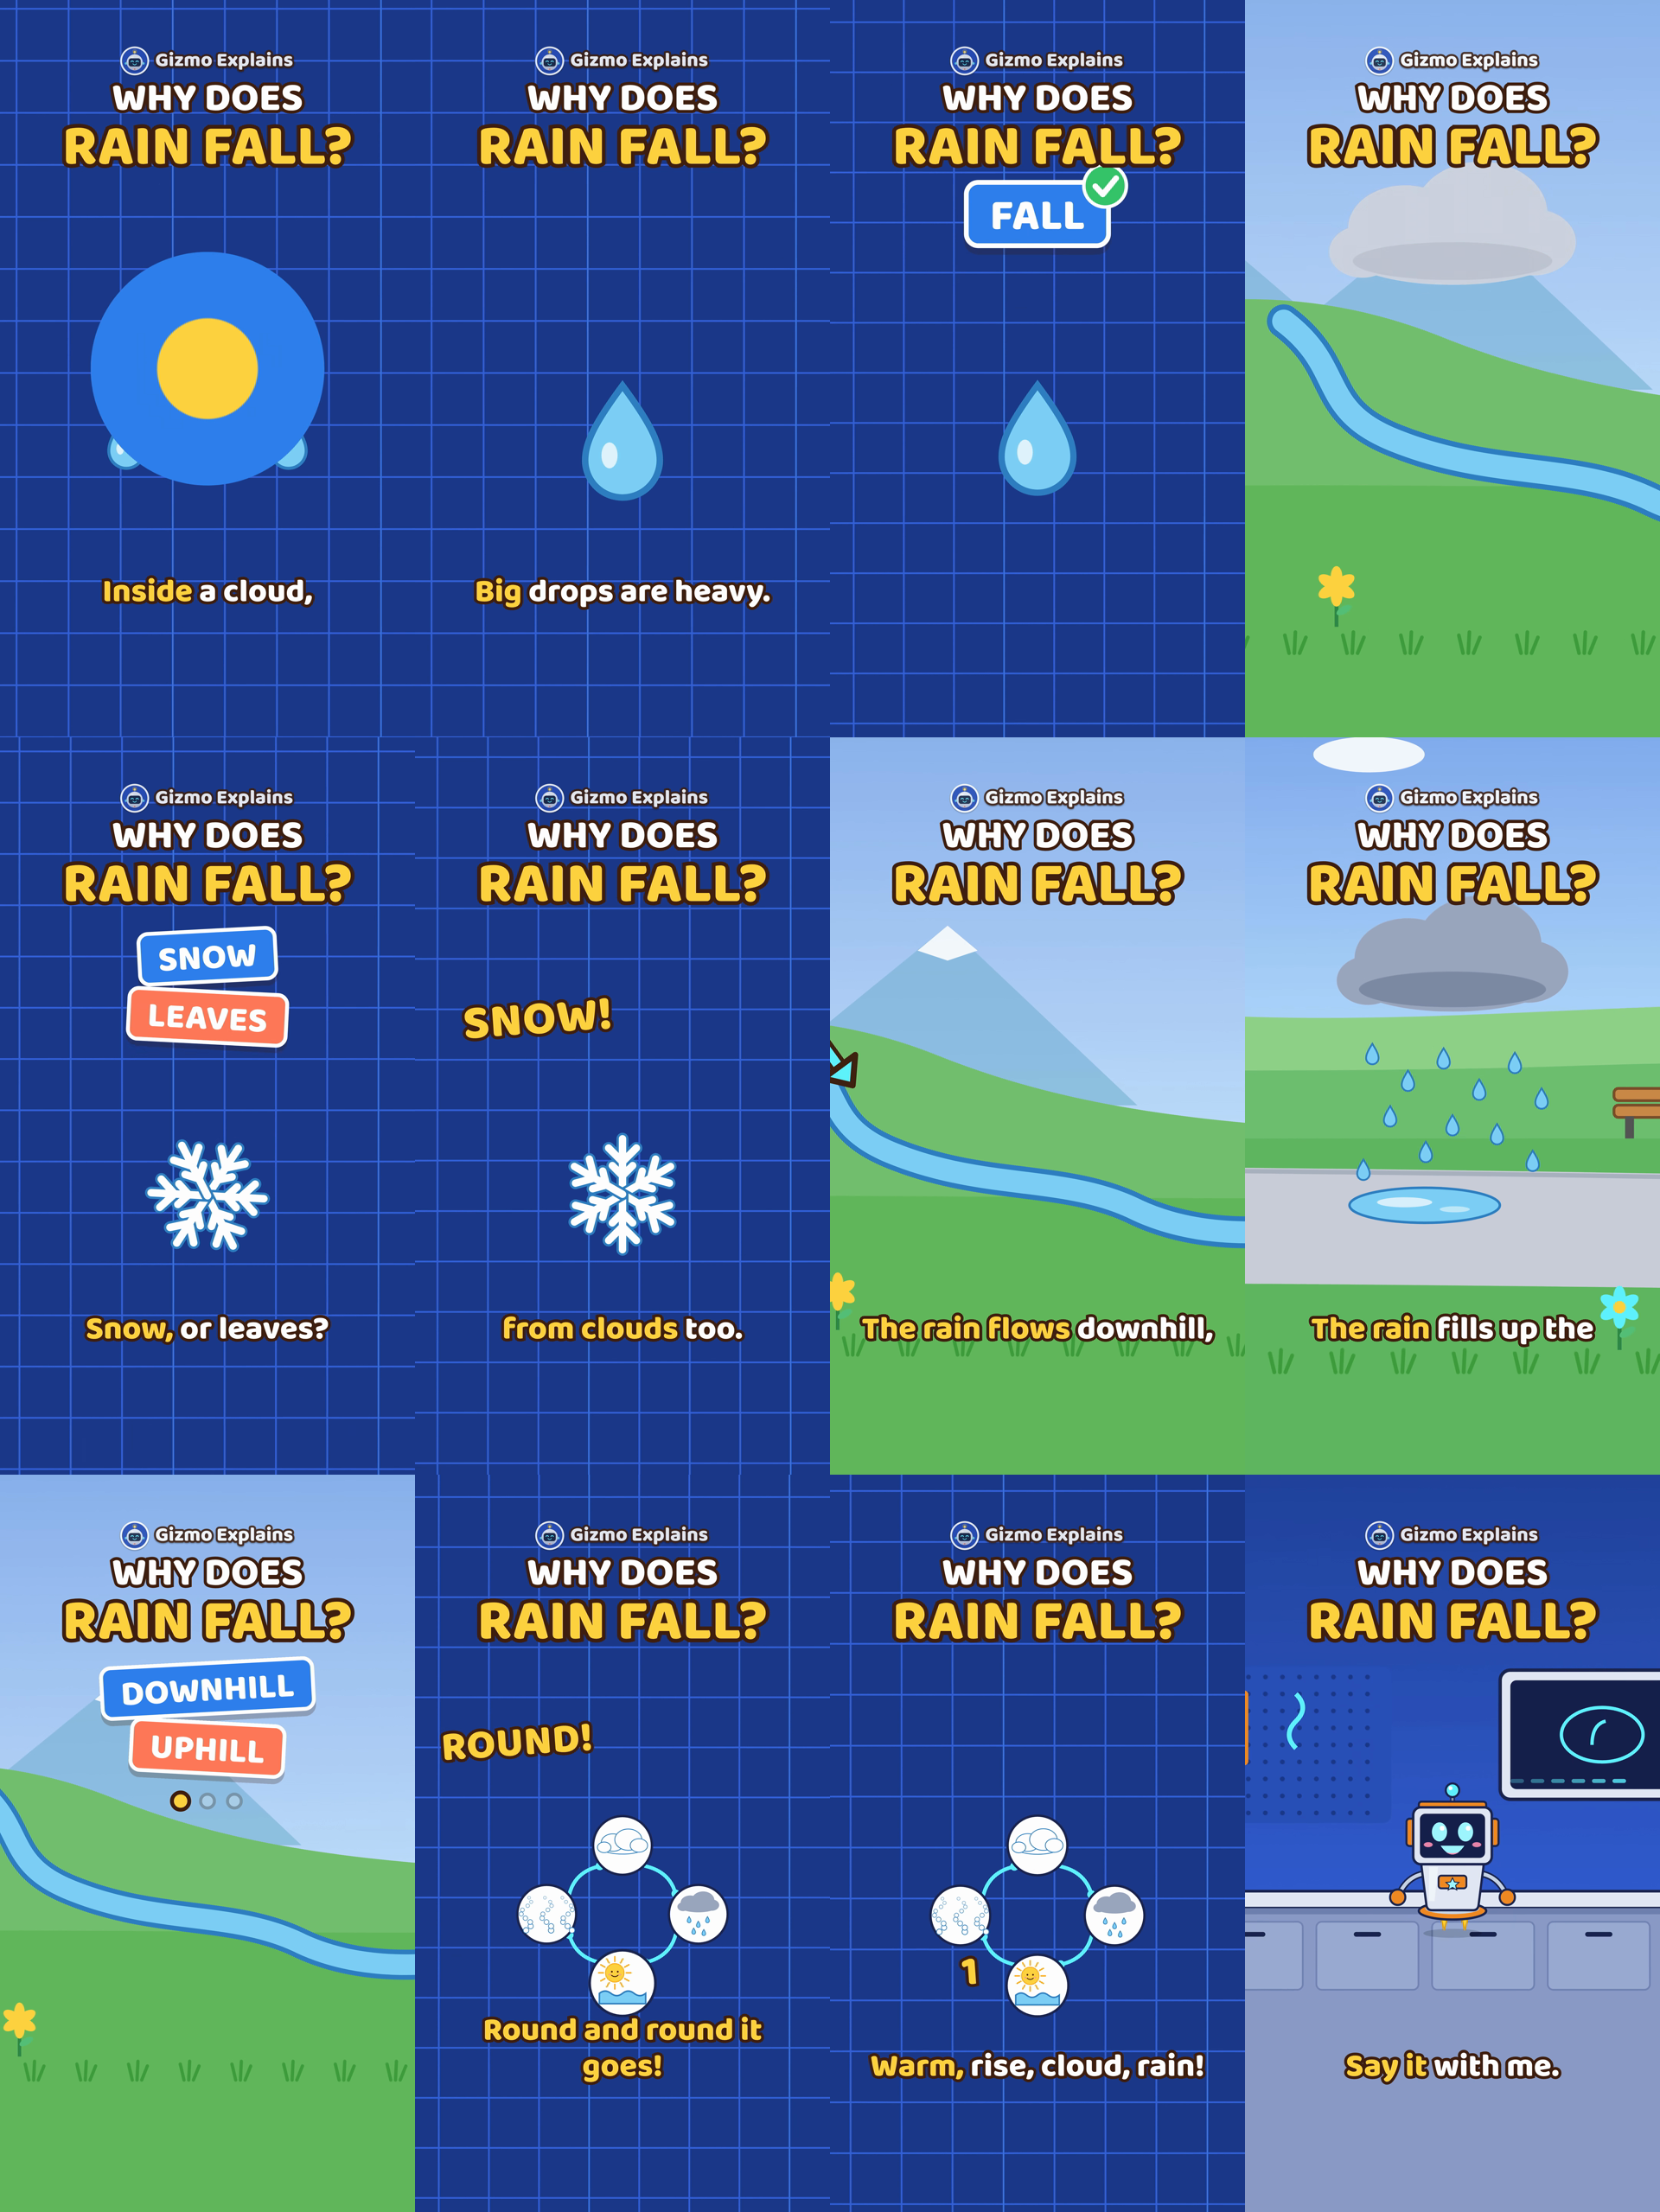 Gizmo Explains
WHY DOES
RAIN FALL?
Inside a cloud,
Gizmo Explains
WHY DOES
RAIN FALL?
Big drops are heavy.
Gizmo Explains
WHY DOES
RAIN FALL?
FALL
Gizmo Explains
WHY DOES
RAIN FALL?
Gizmo Explains
WHY DOES
RAIN FALL?
SNOW
LEAVES
Snow, or leaves?
Gizmo Explains
WHY DOES
RAIN FALL?
SNOW!
from clouds too.
Gizmo Explains
WHY DOES
RAIN FALL?
The rain flows downhill,
Gizmo Explains
WHY DOES
RAIN FALL?
The rain fills up the
Gizmo Explains
WHY DOES
RAIN FALL?
DOWNHILL
UPHILL
Gizmo Explains
WHY DOES
RAIN FALL?
ROUND!
Round and round it
goes!
Gizmo Explains
WHY DOES
RAIN FALL?
1
Warm, rise, cloud, rain!
Gizmo Explains
WHY DOES
RAIN FALL?
Say it with me.